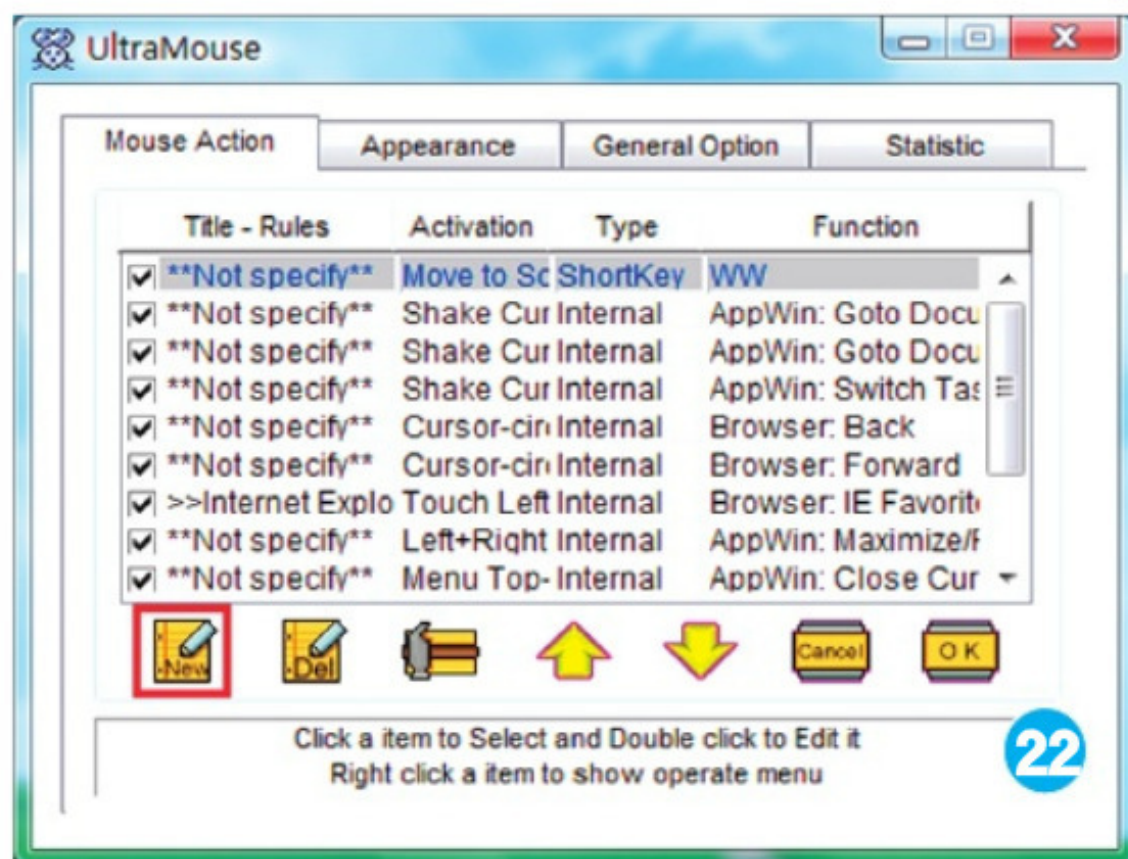 UltraMouse
Mouse Action Appearance General Option Statistic
Title - Rules Activation Type Function
**Not specify** Move to Sc ShortKey WW
**Not specify** Shake Cur Internal AppWin: Goto Docu
**Not specify** Shake Cur Internal AppWin: Goto Docu
**Not specify** Shake Cur Internal AppWin: Switch Tas
**Not specify** Cursor-circ Internal Browser: Back
**Not specify** Cursor-circ Internal Browser: Forward
>>Internet Explo Touch Left Internal Browser: IE Favorite
**Not specify** Left+Right Internal AppWin: Maximize/R
**Not specify** Menu Top- Internal AppWin: Close Cur
New Del Cancel OK
Click a item to Select and Double click to Edit it
Right click a item to show operate menu
22